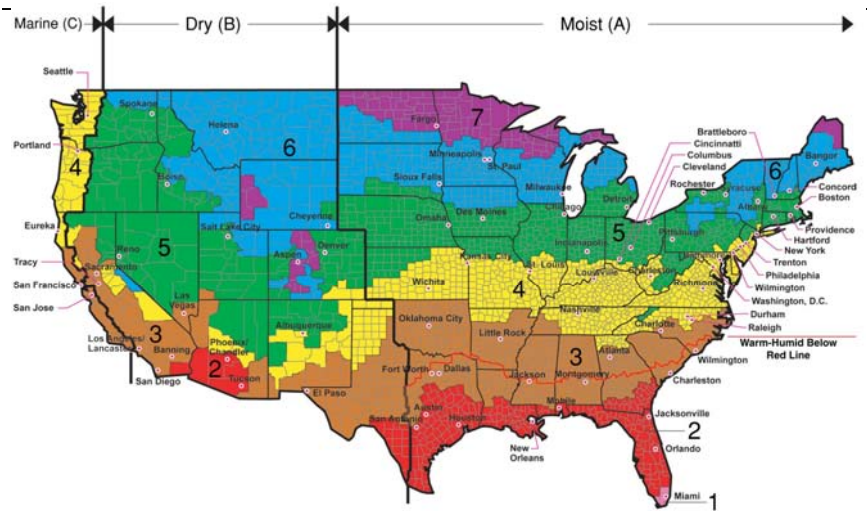 Marine (C)
Dry (B)
Moist (A)
Seattle
Spokane
Portland
4
Helena
6
Fargo
7
Minneapolis
St. Paul
Brattleboro
Cincinnatti
Columbus
Cleveland
Rochester
Syracuse
6
Bangor
Boise
Sioux Falls
Milwaukee
Detroit
Albany
Concord
Boston
Eureka
Reno
5
Salt Lake City
Cheyenne
Omaha
Des Moines
Chicago
Indianapolis
5
Pittsburgh
Providence
Hartford
New York
Trenton
Philadelphia
Wilmington
Washington, D.C.
Tracy
Sacramento
San Francisco
San Jose
Aspen
Denver
Kansas City
St. Louis
Louisville
Charleston
Baltimore
Richmond
Las
Vegas
Wichita
4
Nashville
Durham
Raleigh
3
Los Angeles/
Lancaster
Banning
Phoenix/
Chandler
Albuquerque
Oklahoma City
Little Rock
3
Atlanta
Charlotte
Warm-Humid Below
Red Line
Wilmington
San Diego
2
Tucson
El Paso
Fort Worth
Dallas
Jackson
Montgomery
Charleston
San Antonio
Austin
Houston
Mobile
New
Orleans
Jacksonville
2
Orlando
Miami
1